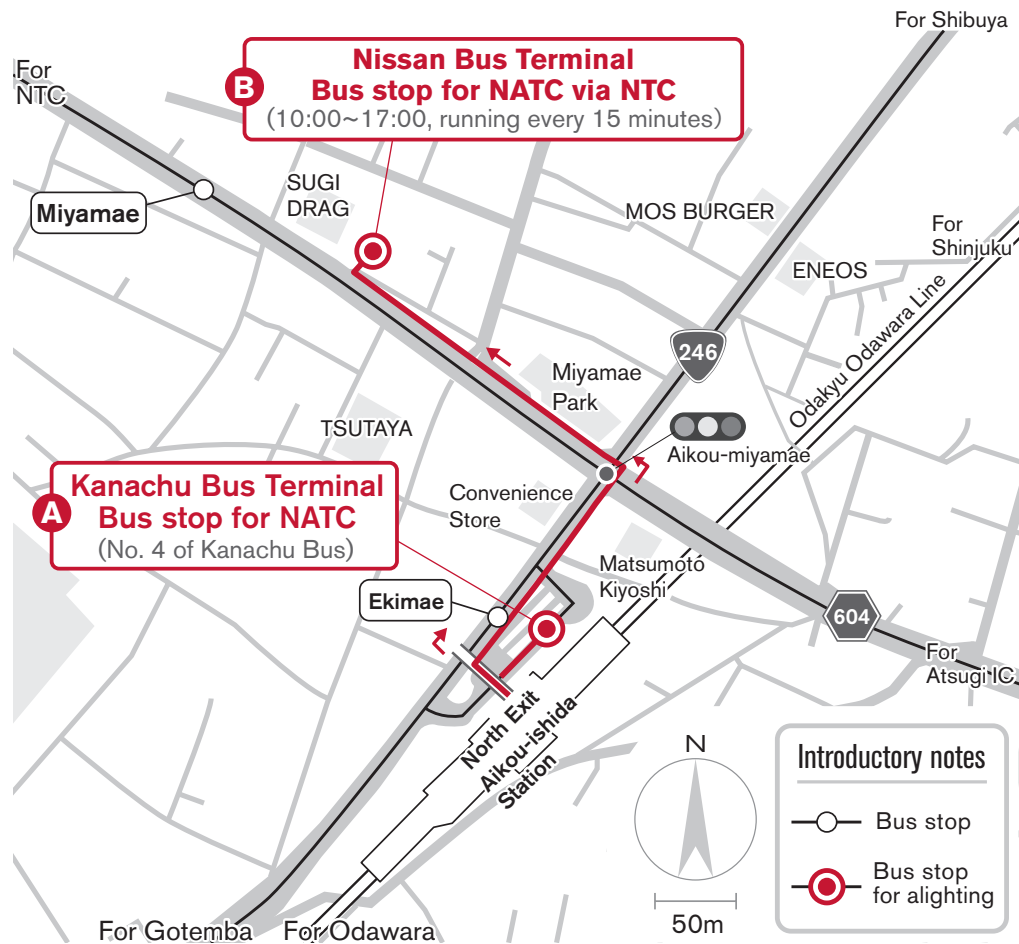 For Shibuya
B
Nissan Bus Terminal
Bus stop for NATC via NTC
(10:00~17:00, running every 15 minutes)
For
NTC
Miyamae
SUGI
DRAG
MOS BURGER
For
Shinjuku
ENEOS
Odakyu Odawara Line
246
Miyamae
Park
TSUTAYA
Aikou-miyamae
A
Kanachu Bus Terminal
Bus stop for NATC
(No. 4 of Kanachu Bus)
Convenience
Store
Matsumoto
Kiyoshi
Ekimae
604
For
Atsugi IC
North Exit
Aikou-ishida
Station
N
50m
Introductory notes
Bus stop
Bus stop
for alighting
For Gotemba
For Odawara